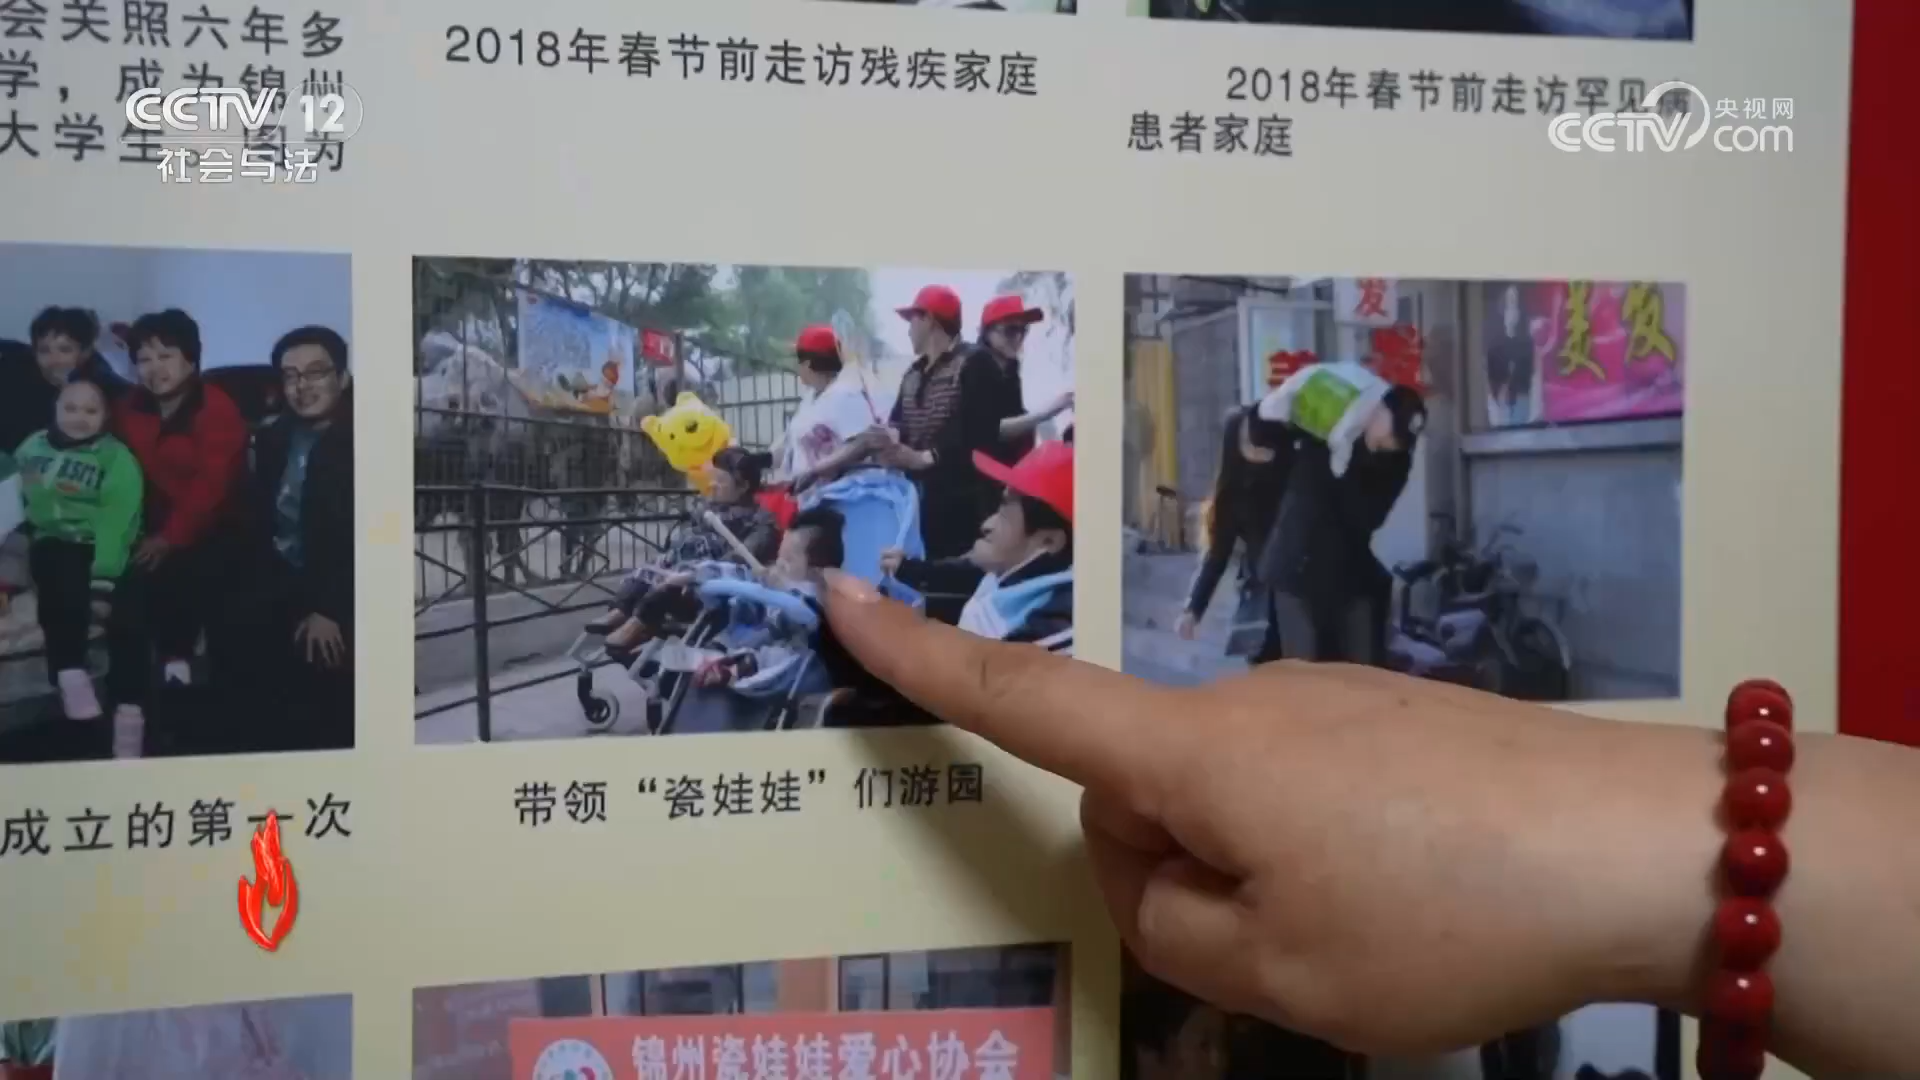 会关照六年多
学，成为锦州
大学生。图为
2018年春节前走访残疾家庭
2018年春节前走访罕见病
患者家庭
CCTV 12
社会与法
央视网
CCTV.com
发
美发
成立的第一次
带领“瓷娃娃”们游园
锦州瓷娃娃爱心协会